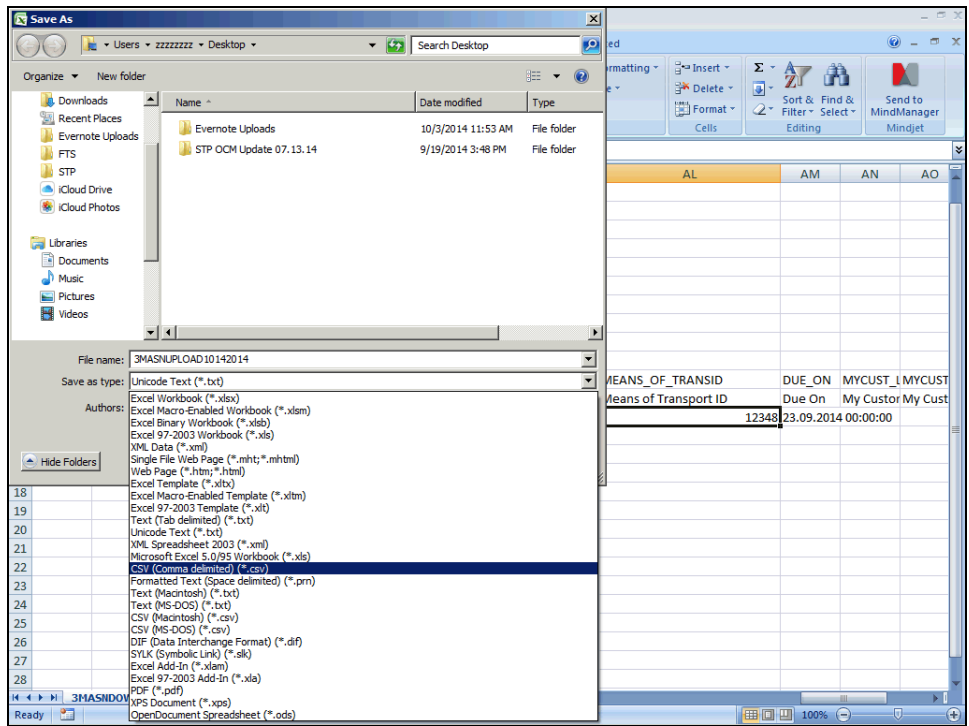 Save As
Users ▸ zzzzzzzz ▸ Desktop ▸
Search Desktop
Organize
New folder
Downloads
Recent Places
Evernote Uploads
FTS
STP
iCloud Drive
iCloud Photos
Libraries
Documents
Music
Pictures
Videos
Name
Date modified
Type
Evernote Uploads 10/3/2014 11:53 AM File folder
STP OCM Update 07.13.14 9/19/2014 3:48 PM File folder
File name: 3MASNUPLOAD10142014
Save as type: Unicode Text (*.txt)
Authors:
Hide Folders
Excel Workbook (*.xlsx)
Excel Macro-Enabled Workbook (*.xlsm)
Excel Binary Workbook (*.xlsb)
Excel 97-2003 Workbook (*.xls)
XML Data (*.xml)
Single File Web Page (*.mht;*.mhtml)
Web Page (*.htm;*.html)
Excel Template (*.xltx)
Excel Macro-Enabled Template (*.xltm)
Excel 97-2003 Template (*.xlt)
Text (Tab delimited) (*.txt)
Unicode Text (*.txt)
XML Spreadsheet 2003 (*.xml)
Microsoft Excel 5.0/95 Workbook (*.xls)
CSV (Comma delimited) (*.csv)
Formatted Text (Space delimited) (*.prn)
Text (Macintosh) (*.txt)
Text (MS-DOS) (*.txt)
CSV (Macintosh) (*.csv)
CSV (MS-DOS) (*.csv)
DIF (Data Interchange Format) (*.dif)
SYLK (Symbolic Link) (*.slk)
Excel Add-In (*.xlam)
Excel 97-2003 Add-In (*.xla)
PDF (*.pdf)
XPS Document (*.xps)
OpenDocument Spreadsheet (*.ods)
ed
rmatting
Insert
Delete
Format
Cells
Σ
Sort & Filter
Find & Select
Editing
Send to MindManager
Mindjet
AL AM AN AO
MEANS_OF_TRANSID DUE_ON MYCUST_L MYCUST
Means of Transport ID Due On My Custor My Cust
12348 23.09.2014 00:00:00
18
19
20
21
22
23
24
25
26
27
28
3MASNDOW
Ready
100%